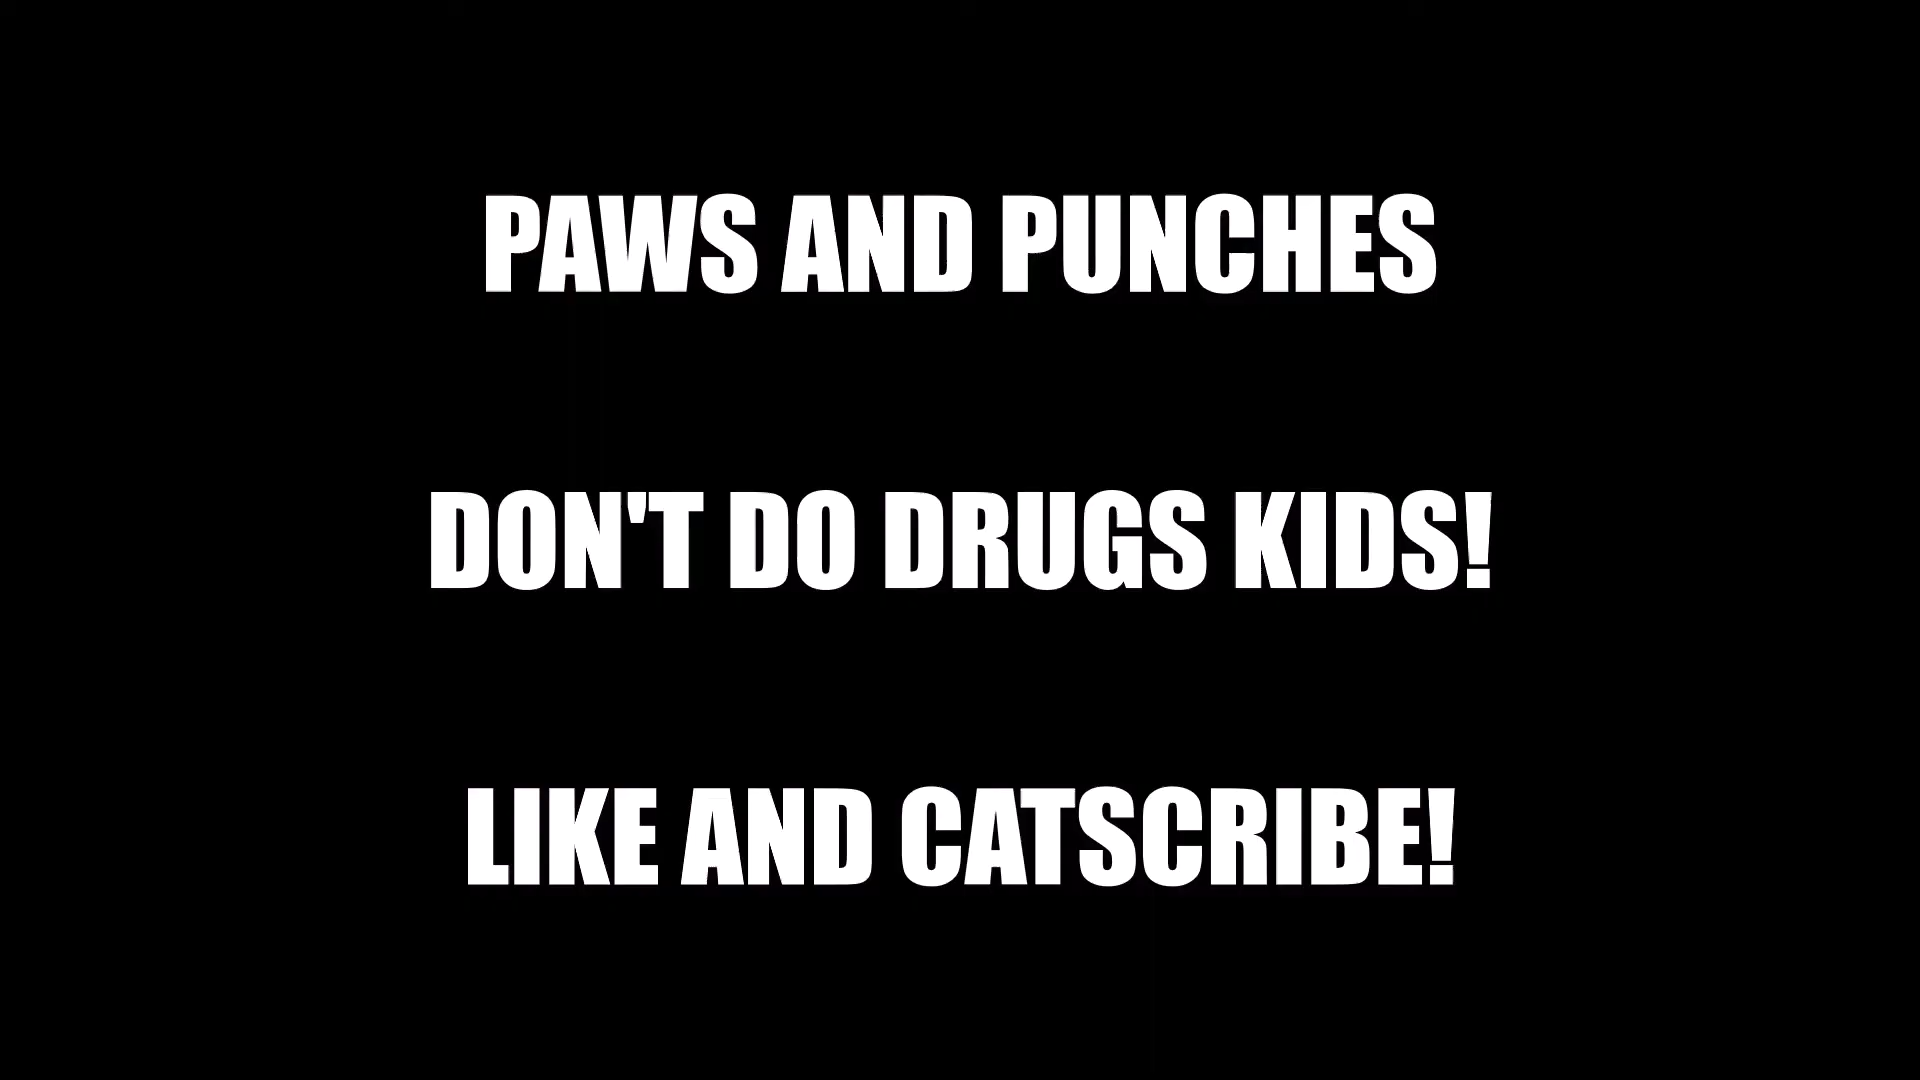 PAWS AND PUNCHES
DON'T DO DRUGS KIDS!
LIKE AND CATSCRIBE!